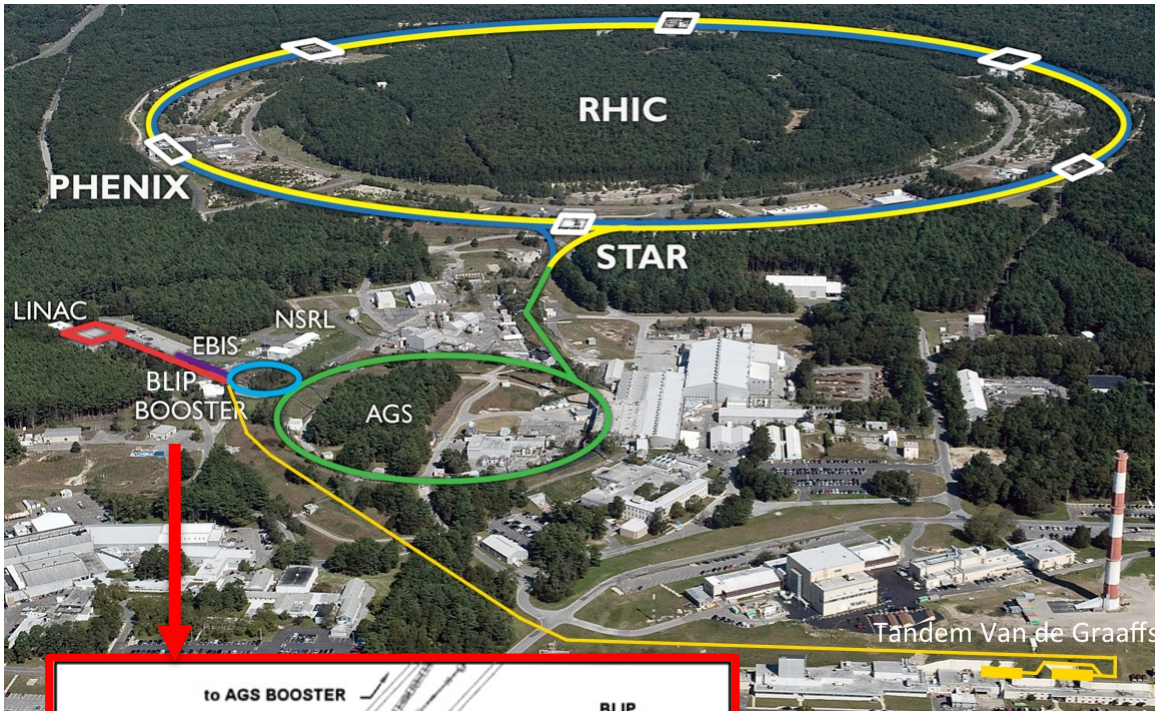 RHIC
PHENIX
STAR
LINAC
NSRL
EBIS
BLIP
BOOSTER
AGS
Tandem Van de Graaffs
to AGS BOOSTER
BLIP